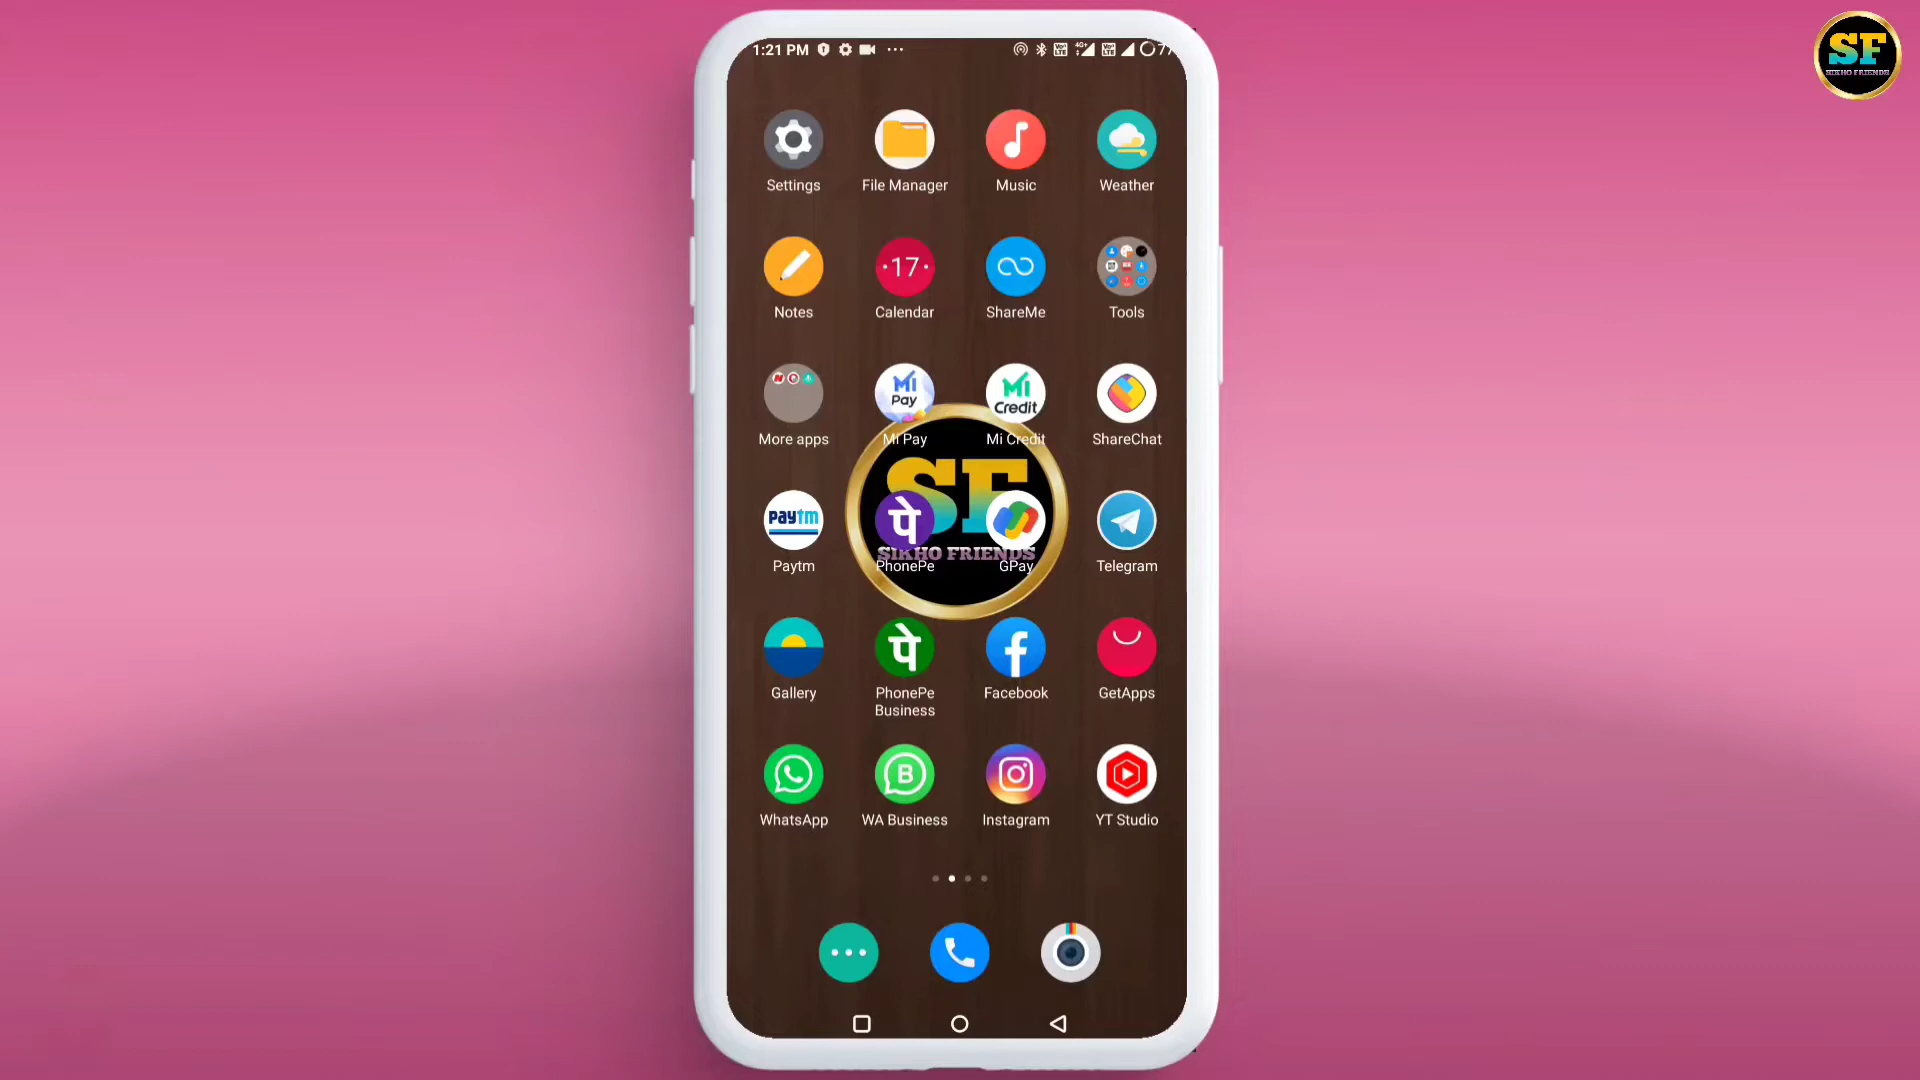 SF
SIKHO FRIENDS
1:21 PM
Settings
File Manager
Music
Weather
17
Notes
Calendar
ShareMe
Tools
Mi
Pay
Mi
Credit
More apps
Mi Pay
Mi Credit
ShareChat
SF
paytm
पे
SIKHO FRIENDS
Paytm
PhonePe
GPay
Telegram
पे
Gallery
PhonePe
Business
Facebook
GetApps
B
WhatsApp
WA Business
Instagram
YT Studio